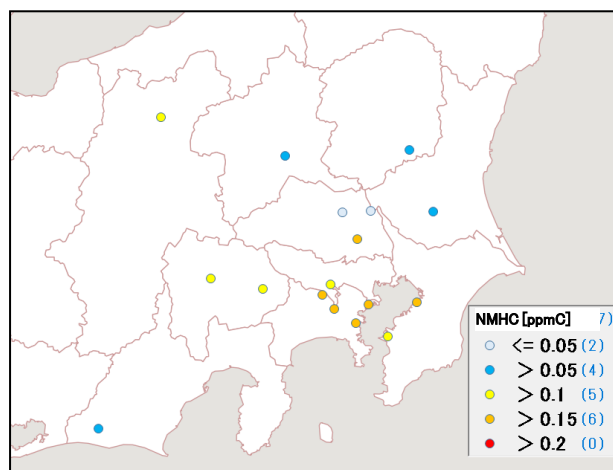 NMHC [ppmC] 7)
<= 0.05 (2)
> 0.05 (4)
> 0.1 (5)
> 0.15 (6)
> 0.2 (0)